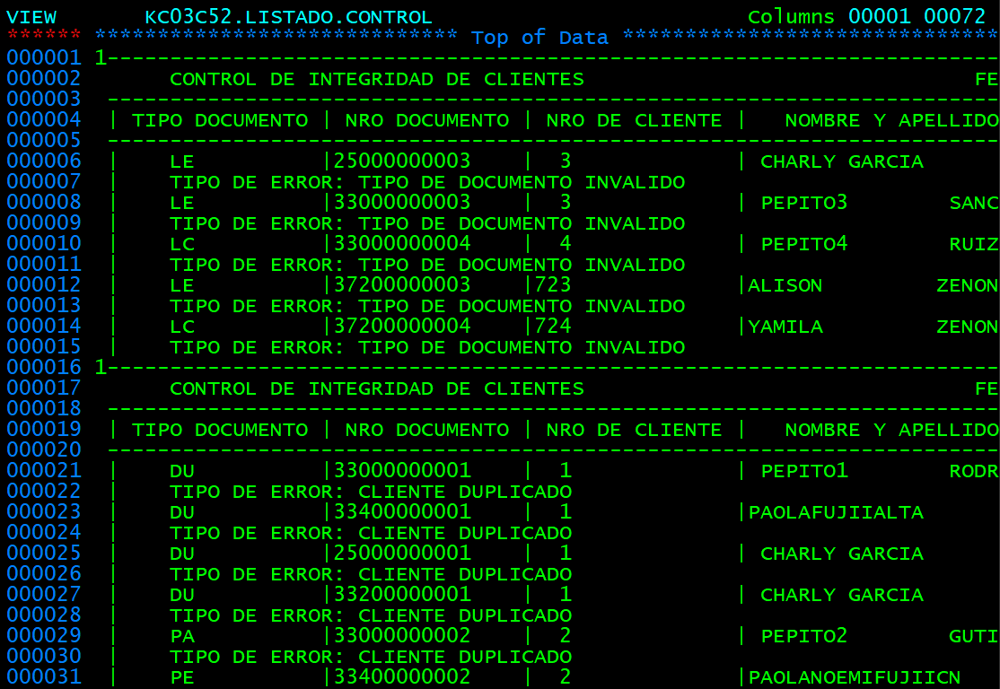 VIEW       KC03C52.LISTADO.CONTROL                         Columns 00001 00072
****** ***************************** Top of Data ******************************
000001 1-----------------------------------------------------------------------
000002       CONTROL DE INTEGRIDAD DE CLIENTES                               FE
000003  -----------------------------------------------------------------------
000004  | TIPO DOCUMENTO | NRO DOCUMENTO | NRO DE CLIENTE |   NOMBRE Y APELLIDO
000005  -----------------------------------------------------------------------
000006  |    LE          |25000000003    |  3             | CHARLY GARCIA
000007  |    TIPO DE ERROR: TIPO DE DOCUMENTO INVALIDO
000008  |    LE          |33000000003    |  3             | PEPITO3        SANC
000009  |    TIPO DE ERROR: TIPO DE DOCUMENTO INVALIDO
000010  |    LC          |33000000004    |  4             | PEPITO4        RUIZ
000011  |    TIPO DE ERROR: TIPO DE DOCUMENTO INVALIDO
000012  |    LE          |37200000003    |723             |ALISON         ZENON
000013  |    TIPO DE ERROR: TIPO DE DOCUMENTO INVALIDO
000014  |    LC          |37200000004    |724             |YAMILA         ZENON
000015  |    TIPO DE ERROR: TIPO DE DOCUMENTO INVALIDO
000016 1-----------------------------------------------------------------------
000017       CONTROL DE INTEGRIDAD DE CLIENTES                               FE
000018  -----------------------------------------------------------------------
000019  | TIPO DOCUMENTO | NRO DOCUMENTO | NRO DE CLIENTE |   NOMBRE Y APELLIDO
000020  -----------------------------------------------------------------------
000021  |    DU          |33000000001    |  1             | PEPITO1        RODR
000022  |    TIPO DE ERROR: CLIENTE DUPLICADO
000023  |    DU          |33400000001    |  1             |PAOLAFUJIIALTA
000024  |    TIPO DE ERROR: CLIENTE DUPLICADO
000025  |    DU          |25000000001    |  1             | CHARLY GARCIA
000026  |    TIPO DE ERROR: CLIENTE DUPLICADO
000027  |    DU          |33200000001    |  1             | CHARLY GARCIA
000028  |    TIPO DE ERROR: CLIENTE DUPLICADO
000029  |    PA          |33000000002    |  2             | PEPITO2        GUTI
000030  |    TIPO DE ERROR: CLIENTE DUPLICADO
000031  |    PE          |33400000002    |  2             |PAOLANOEMIFUJIICN